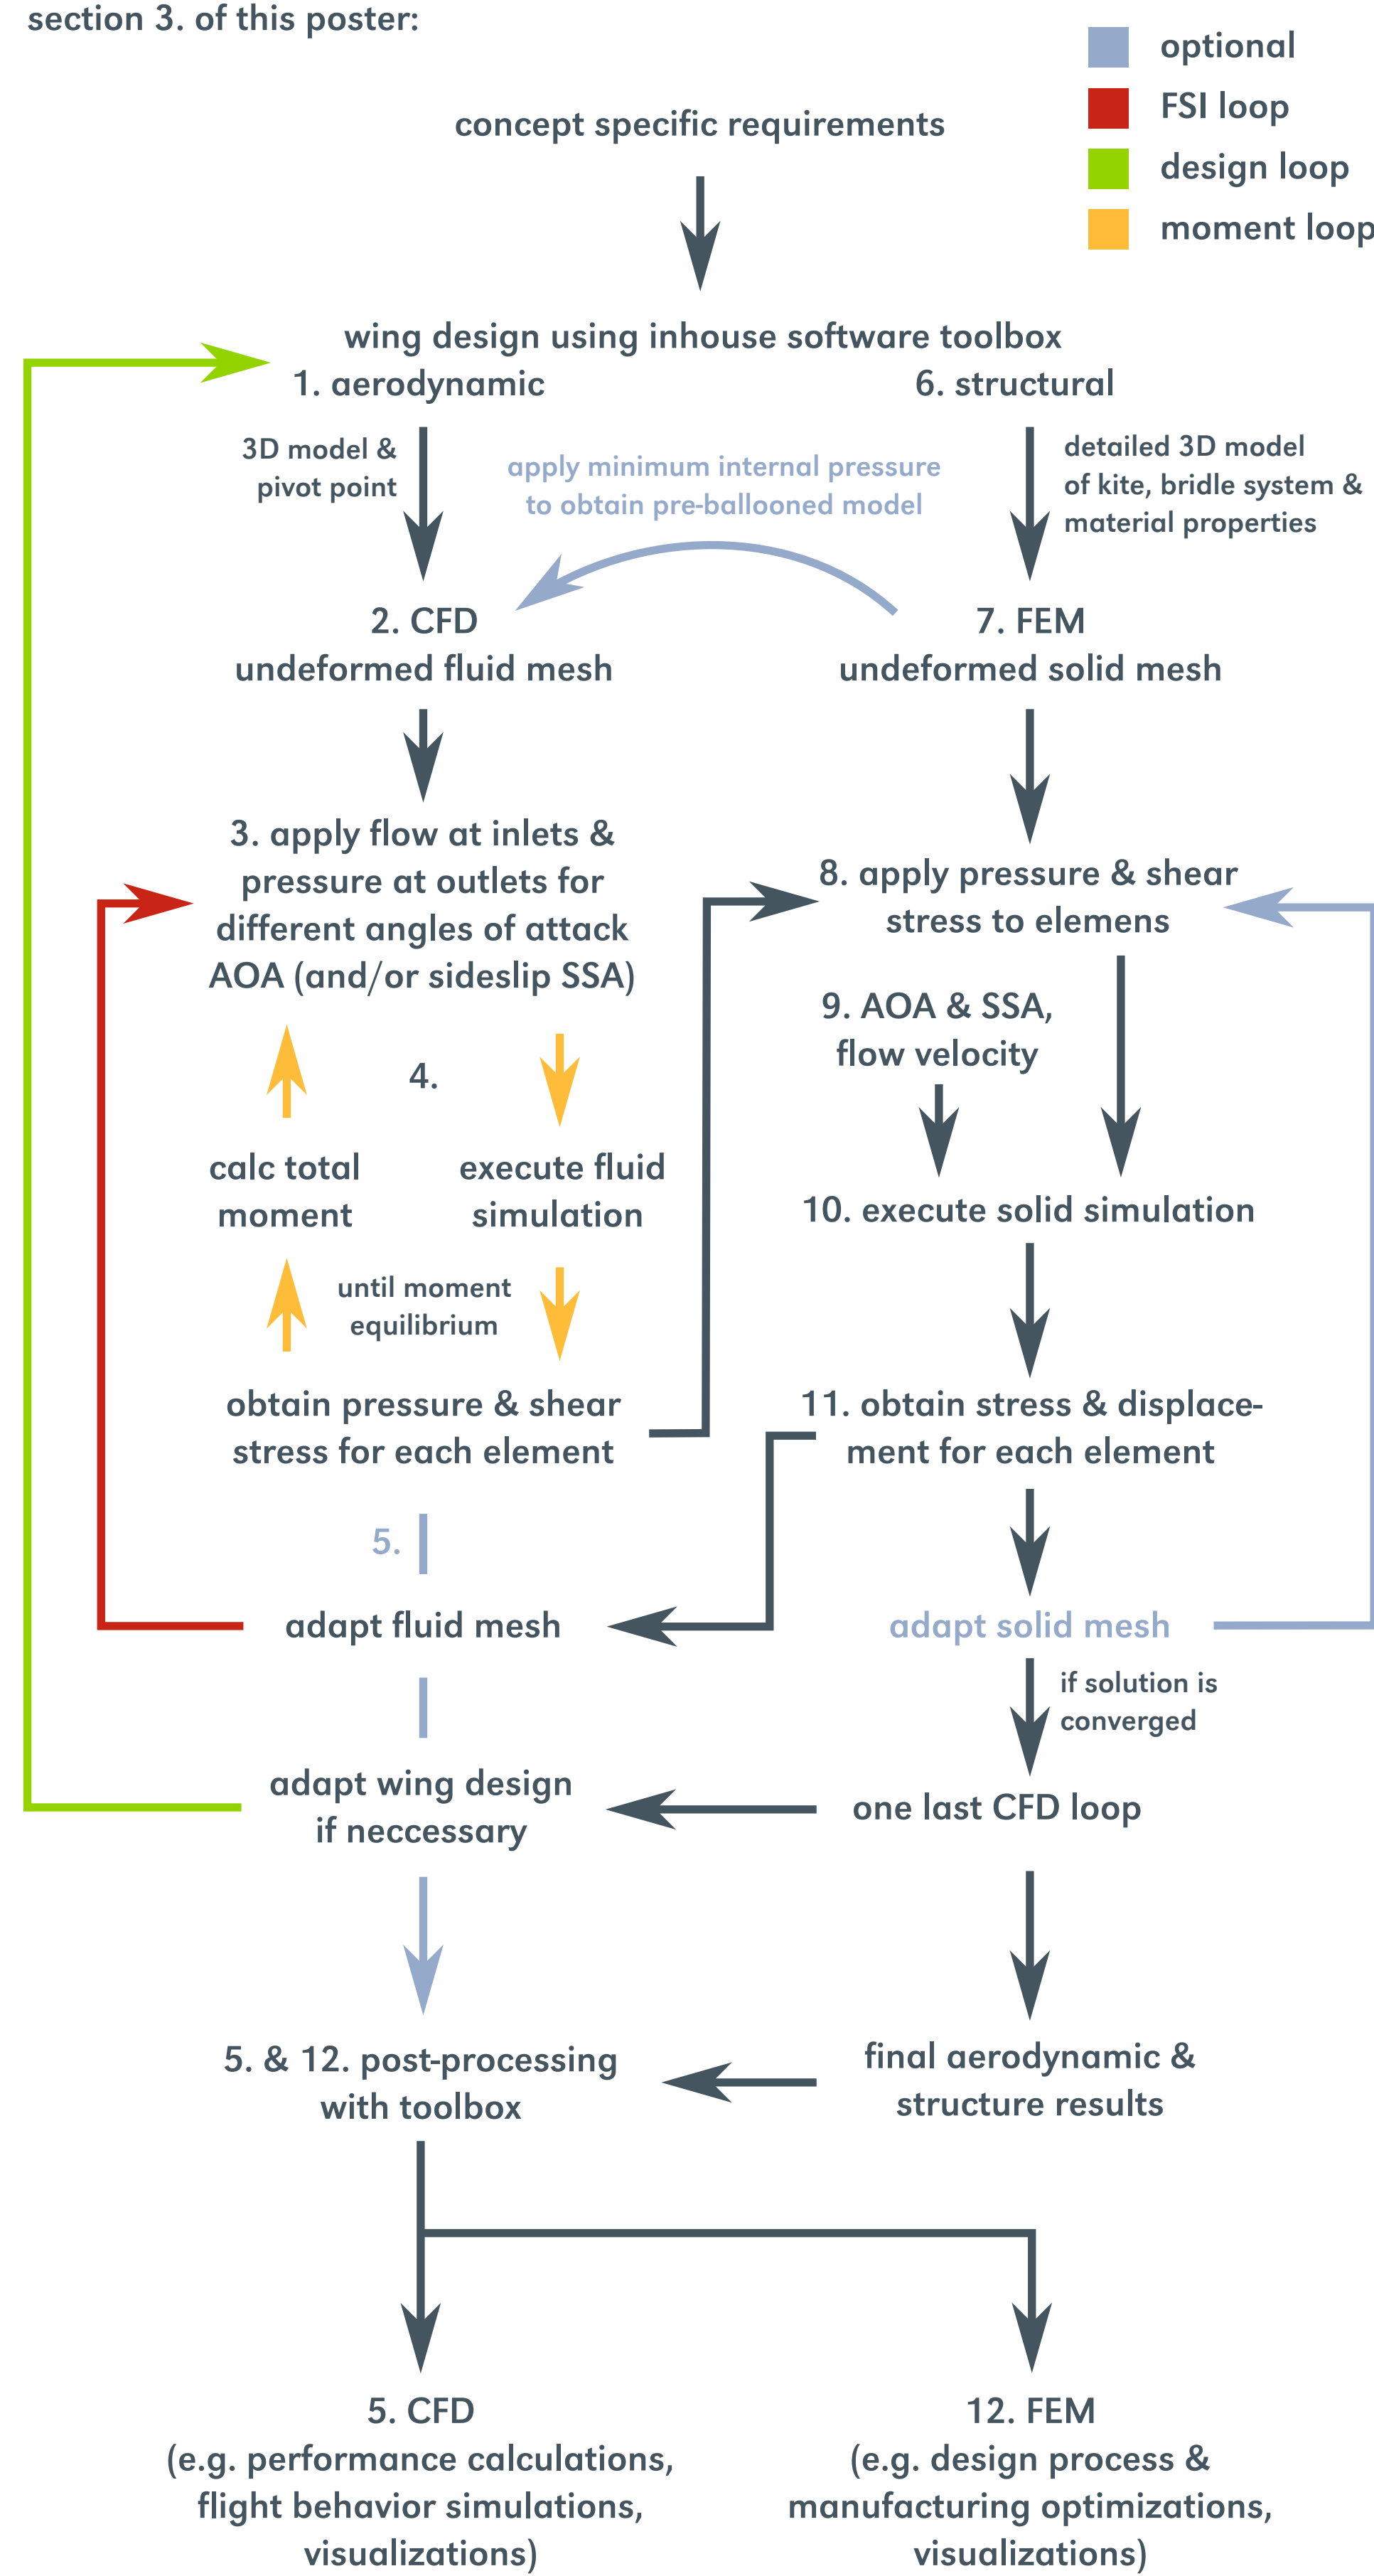 section 3. of this poster:
optional
FSI loop
design loop
moment loop
concept specific requirements
wing design using inhouse software toolbox
1. aerodynamic
6. structural
3D model &
pivot point
apply minimum internal pressure
to obtain pre-ballooned model
detailed 3D model
of kite, bridle system &
material properties
2. CFD
undeformed fluid mesh
7. FEM
undeformed solid mesh
3. apply flow at inlets &
pressure at outlets for
different angles of attack
AOA (and/or sideslip SSA)
8. apply pressure & shear
stress to elemens
9. AOA & SSA,
flow velocity
4.
calc total
moment
execute fluid
simulation
10. execute solid simulation
until moment
equilibrium
obtain pressure & shear
stress for each element
11. obtain stress & displace-
ment for each element
5.
adapt fluid mesh
adapt solid mesh
if solution is
converged
adapt wing design
if neccessary
one last CFD loop
5. & 12. post-processing
with toolbox
final aerodynamic &
structure results
5. CFD
(e.g. performance calculations,
flight behavior simulations,
visualizations)
12. FEM
(e.g. design process &
manufacturing optimizations,
visualizations)